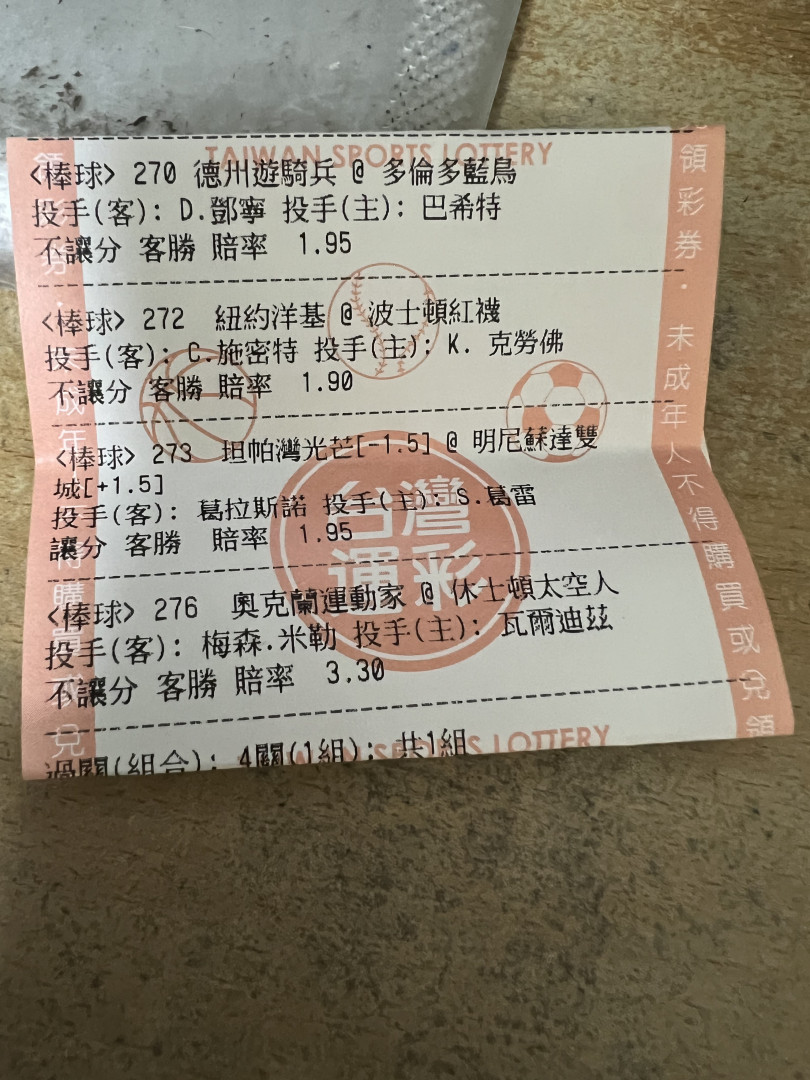 TAIWAN SPORTS LOTTERY
<棒球> 270 德州遊騎兵 @ 多倫多藍鳥
投手(客): D.鄧寧 投手(主): 巴希特
不讓分 客勝 賠率 1.95
<棒球> 272 紐約洋基 @ 波士頓紅襪
投手(客): C.施密特 投手(主): K. 克勞佛
不讓分 客勝 賠率 1.90
<棒球> 273 坦帕灣光芒[-1.5] @ 明尼蘇達雙
城[+1.5]
投手(客): 葛拉斯諾 投手(主): S.葛雷
讓分 客勝 賠率 1.95
台灣
運彩
<棒球> 276 奧克蘭運動家 @ 休士頓太空人
投手(客): 梅森.米勒 投手(主): 瓦爾迪茲
不讓分 客勝 賠率 3.30
過關(組合): 4關(1組): 共1組
TAIWAN SPORTS LOTTERY
領彩券・未成年人不得購買或兌領